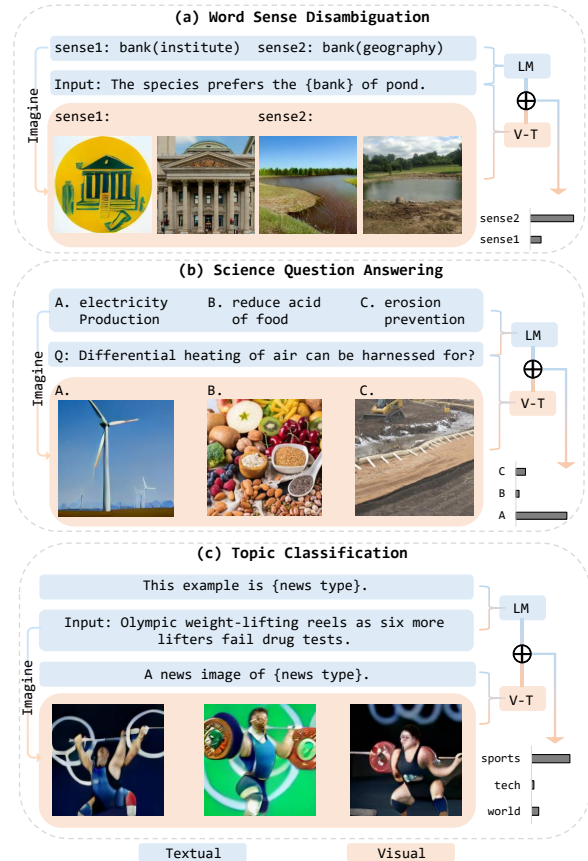 (a) Word Sense Disambiguation
sense1: bank(institute) sense2: bank(geography)
LM
Input: The species prefers the {bank} of pond.
Imagine
sense1: sense2:
V-T
sense2
sense1
(b) Science Question Answering
A. electricity Production
B. reduce acid of food
C. erosion prevention
LM
Q: Differential heating of air can be harnessed for?
Imagine
A. B. C.
V-T
C
B
A
(c) Topic Classification
This example is {news type}.
LM
Input: Olympic weight-lifting reels as six more
lifters fail drug tests.
Imagine
A news image of {news type}.
V-T
sports
tech
world
Textual Visual